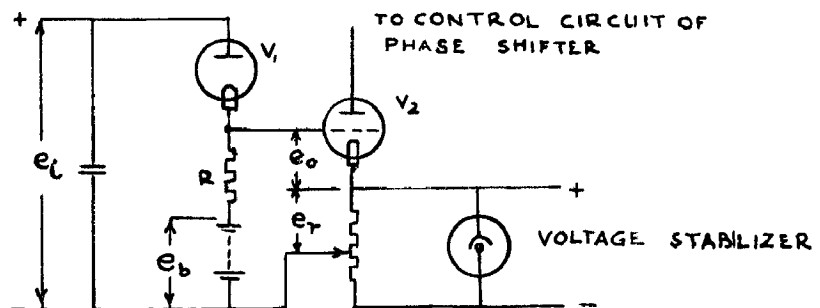 TO CONTROL CIRCUIT OF
PHASE SHIFTER
+
V1
V2
ei
eo
R
+
er
VOLTAGE STABILIZER
eb